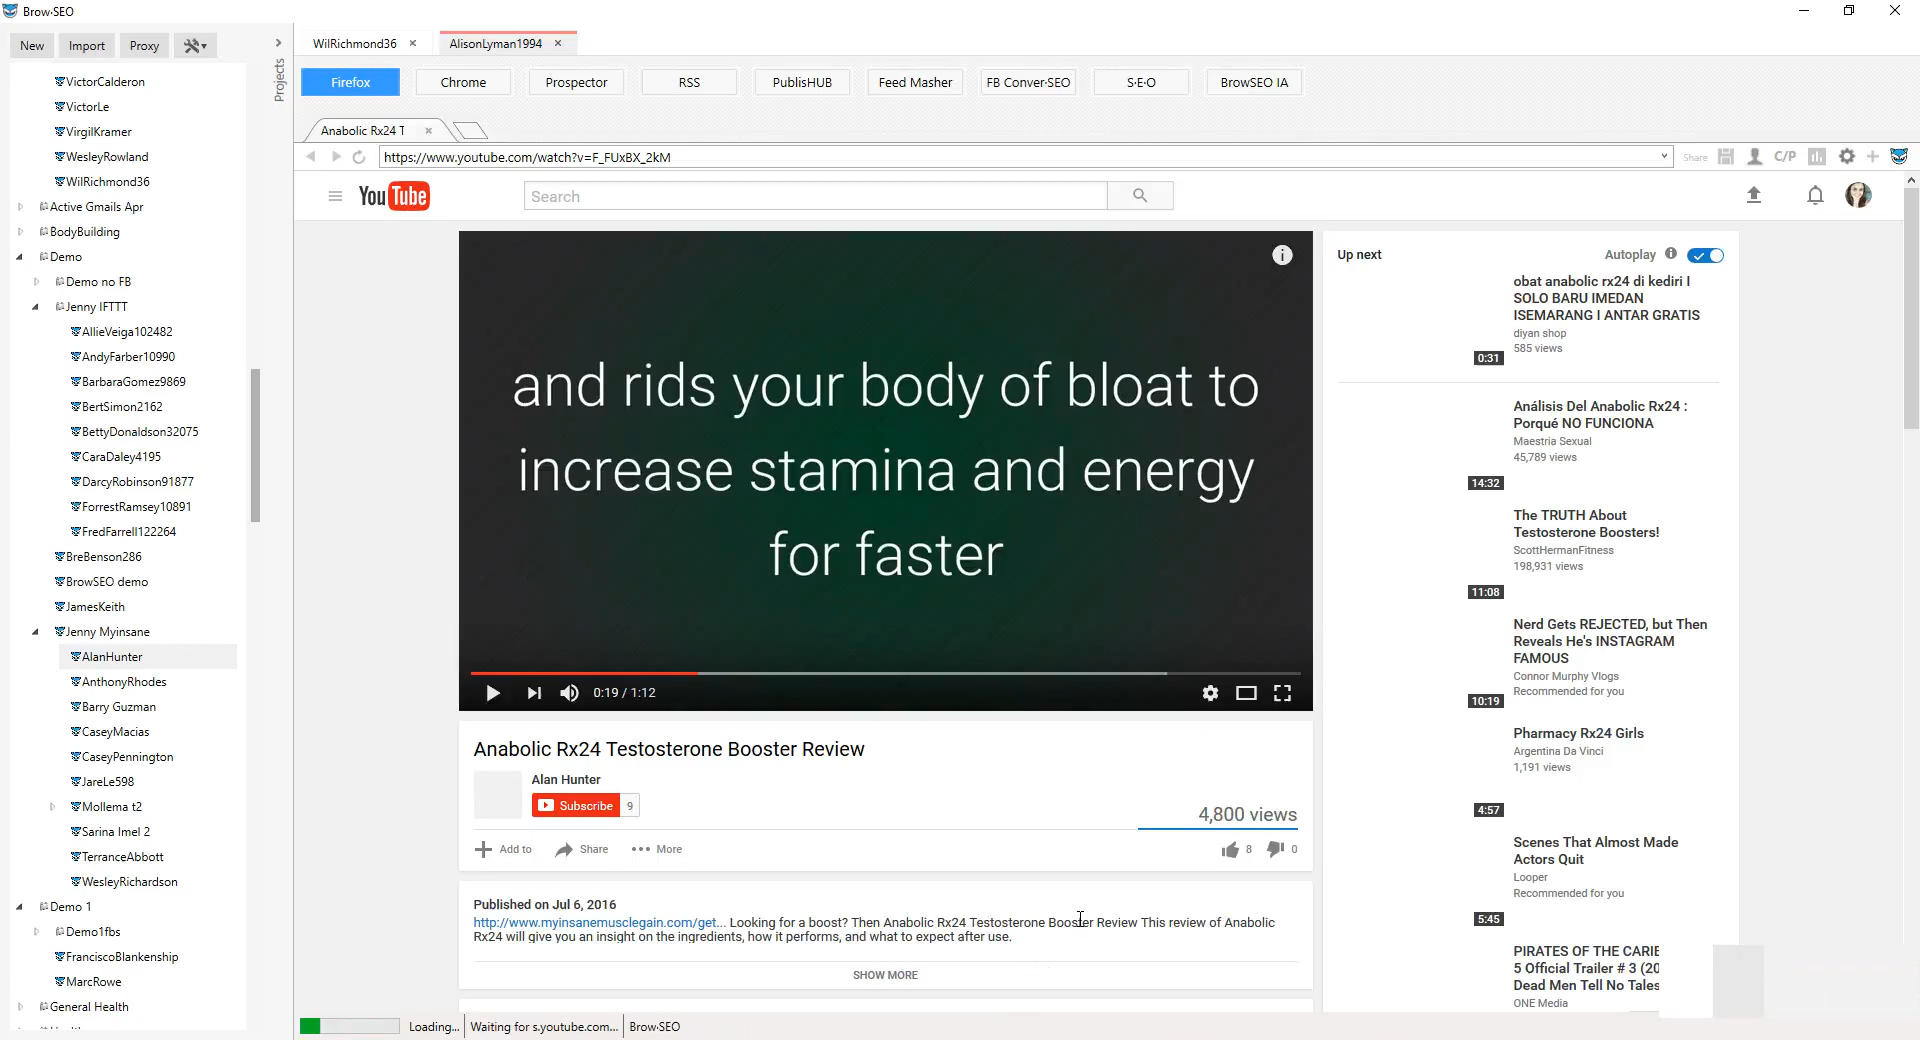 Brow·SEO
New Import Proxy
Projects
VictorCalderon
VictorLe
VirgilKramer
WesleyRowland
WilRichmond36
Active Gmails Apr
BodyBuilding
Demo
Demo no FB
Jenny IFTTT
AllieVeiga102482
AndyFarber10990
BarbaraGomez9869
BertSimon2162
BettyDonaldson32075
CaraDaley4195
DarcyRobinson91877
ForrestRamsey10891
FredFarrell122264
BreBenson286
BrowSEO demo
JamesKeith
Jenny Myinsane
AlanHunter
AnthonyRhodes
Barry Guzman
CaseyMacias
CaseyPennington
JareLe598
Mollema t2
Sarina Imel 2
TerranceAbbott
WesleyRichardson
Demo 1
Demo1fbs
FranciscoBlankenship
MarcRowe
General Health
WilRichmond36 AlisonLyman1994
Firefox Chrome Prospector RSS PublisHUB Feed Masher FB Conver·SEO S·E·O BrowSEO IA
Anabolic Rx24 T
https://www.youtube.com/watch?v=F_FUxBX_2kM
Share C/P
YouTube
Search
and rids your body of bloat to
increase stamina and energy
for faster
0:19 / 1:12
Anabolic Rx24 Testosterone Booster Review
Alan Hunter
Subscribe 9
4,800 views
Add to Share More 8 0
Published on Jul 6, 2016
http://www.myinsanemusclegain.com/get... Looking for a boost? Then Anabolic Rx24 Testosterone Booster Review This review of Anabolic
Rx24 will give you an insight on the ingredients, how it performs, and what to expect after use.
SHOW MORE
Up next Autoplay
obat anabolic rx24 di kediri I
SOLO BARU IMEDAN
ISEMARANG I ANTAR GRATIS
diyan shop
585 views
0:31
Análisis Del Anabolic Rx24 :
Porqué NO FUNCIONA
Maestria Sexual
45,789 views
14:32
The TRUTH About
Testosterone Boosters!
ScottHermanFitness
198,931 views
11:08
Nerd Gets REJECTED, but Then
Reveals He's INSTAGRAM
FAMOUS
Connor Murphy Vlogs
Recommended for you
10:19
Pharmacy Rx24 Girls
Argentina Da Vinci
1,191 views
4:57
Scenes That Almost Made
Actors Quit
Looper
Recommended for you
5:45
PIRATES OF THE CARIE
5 Official Trailer # 3 (20
Dead Men Tell No Tales
ONE Media
Loading... Waiting for s.youtube.com... Brow·SEO